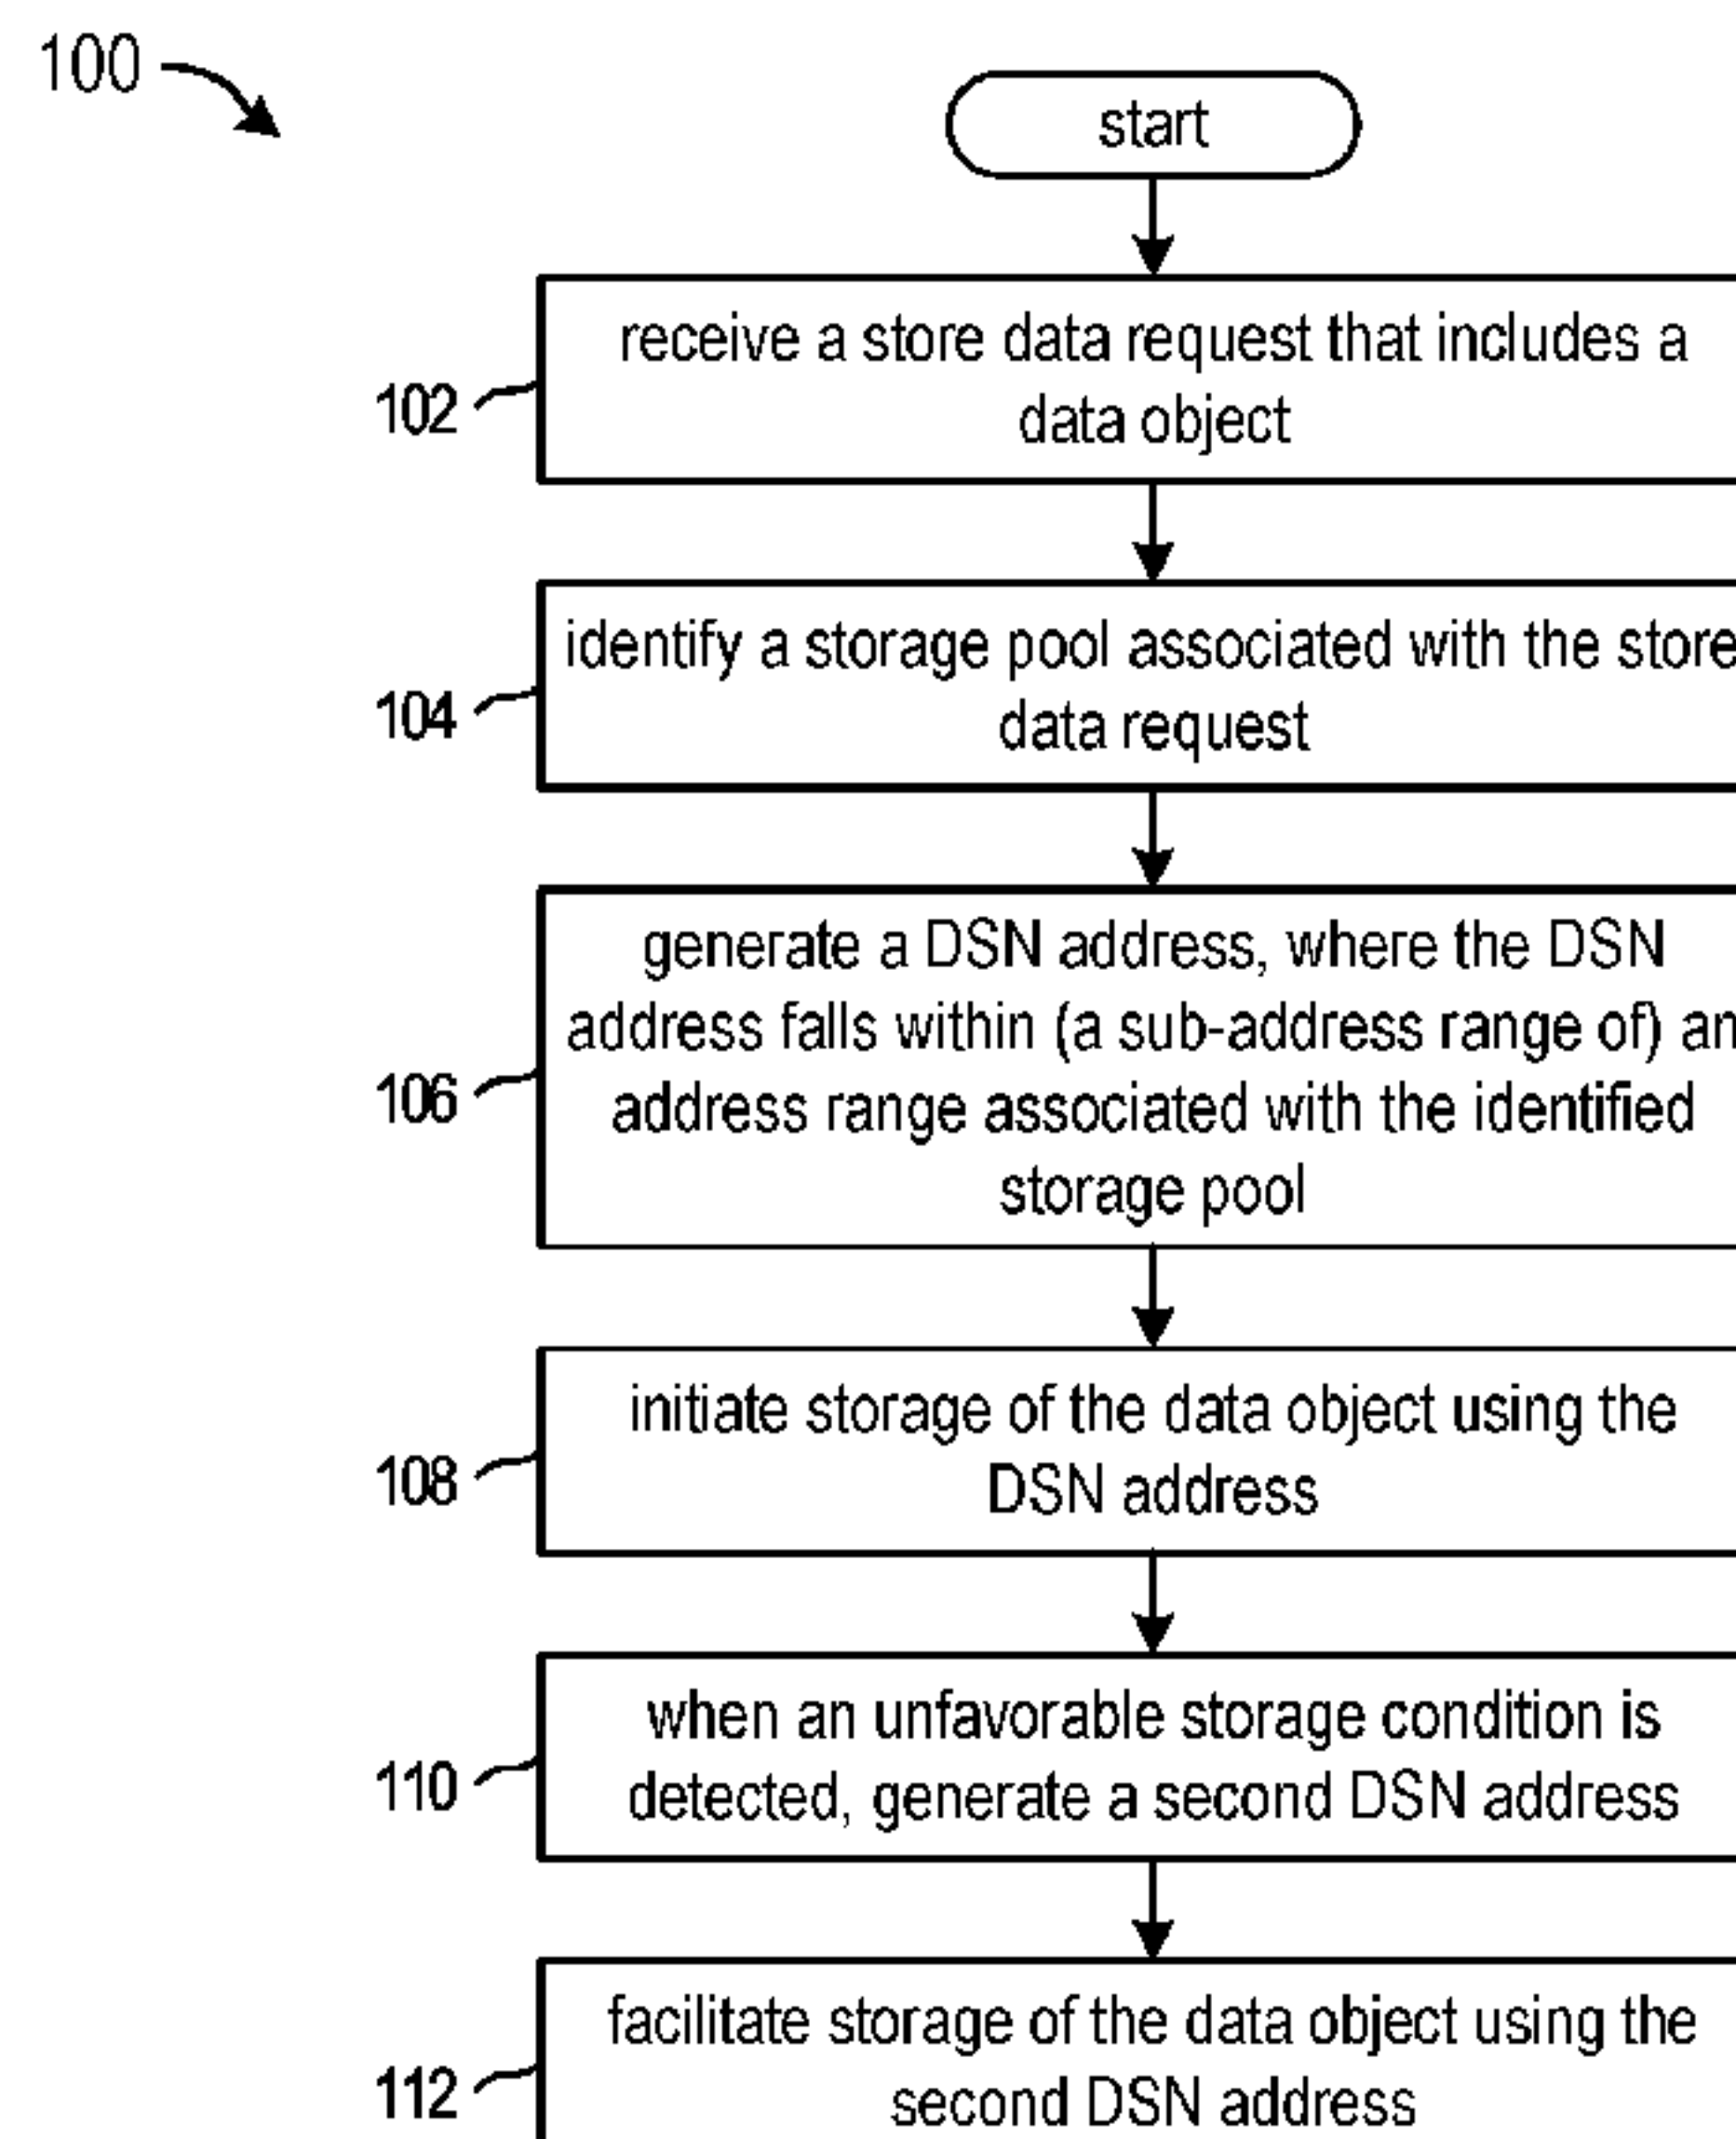 100
start
receive a store data request that includes a
data object
102
identify a storage pool associated with the store
data request
104
generate a DSN address, where the DSN
address falls within (a sub-address range of) an
address range associated with the identified
storage pool
106
initiate storage of the data object using the
DSN address
108
when an unfavorable storage condition is
detected, generate a second DSN address
110
facilitate storage of the data object using the
second DSN address
112